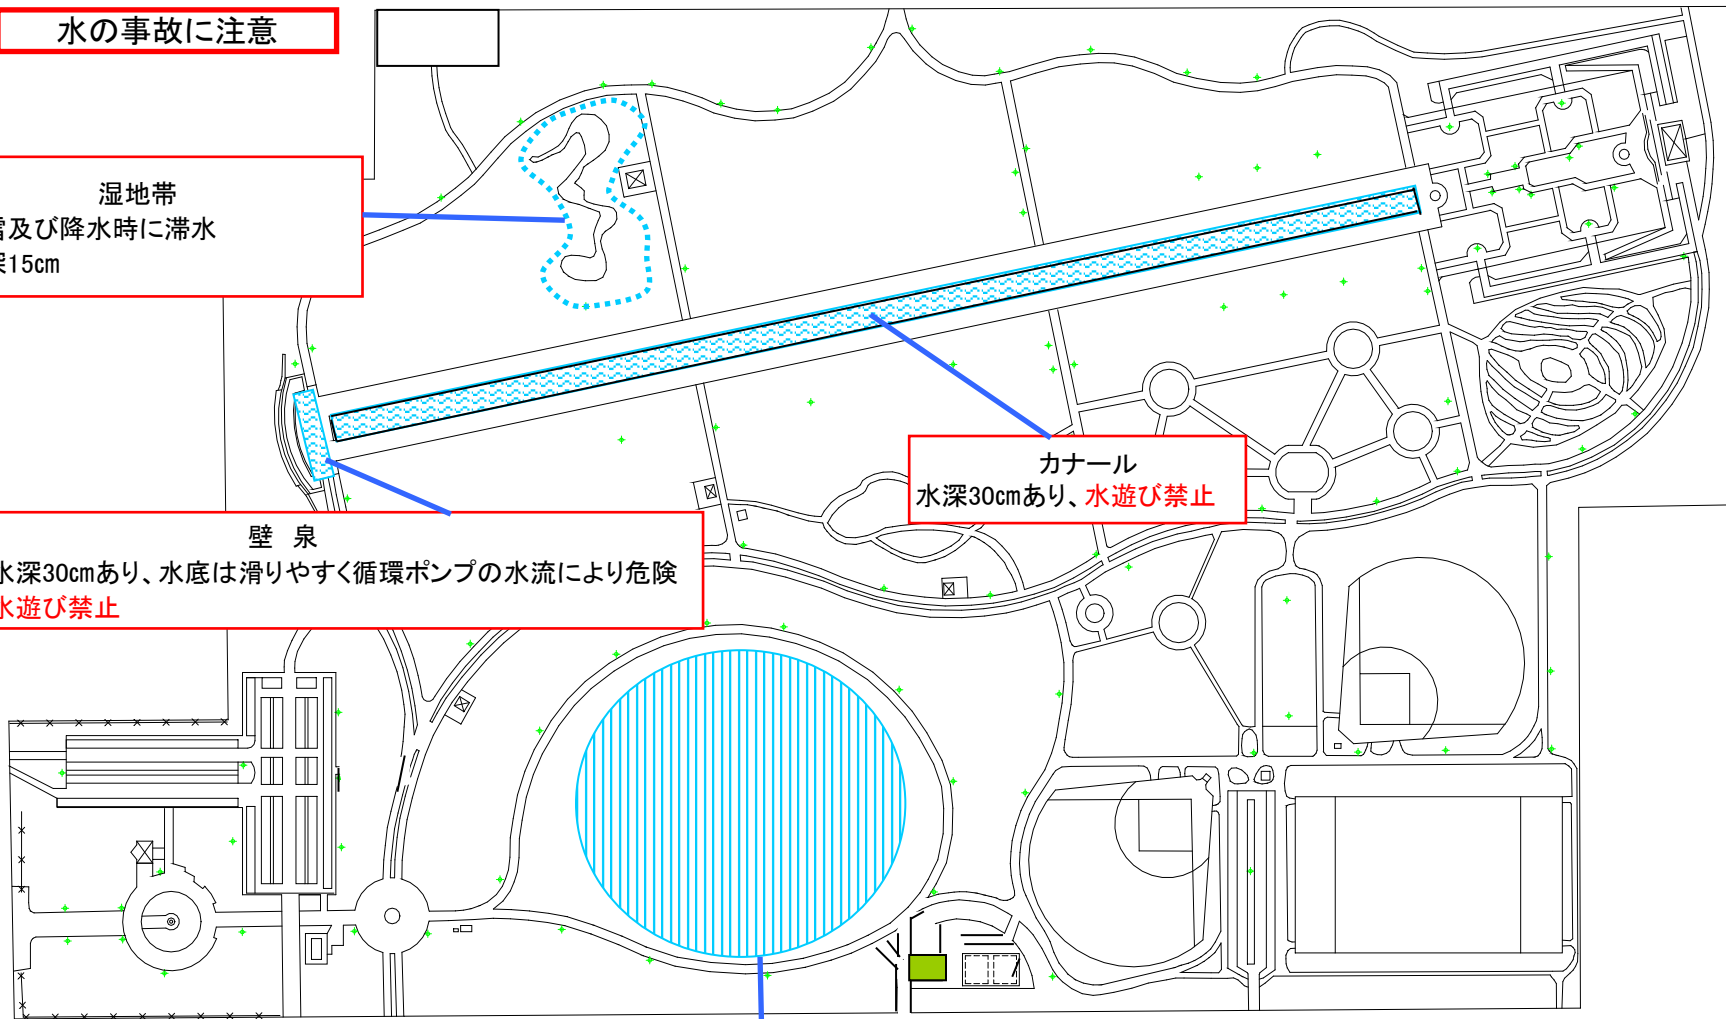 水の事故に注意
湿地帯
雪及び降水時に滞水
深15cm
カナール
水深30cmあり、水遊び禁止
壁 泉
水深30cmあり、水底は滑りやすく循環ポンプの水流により危険
水遊び禁止